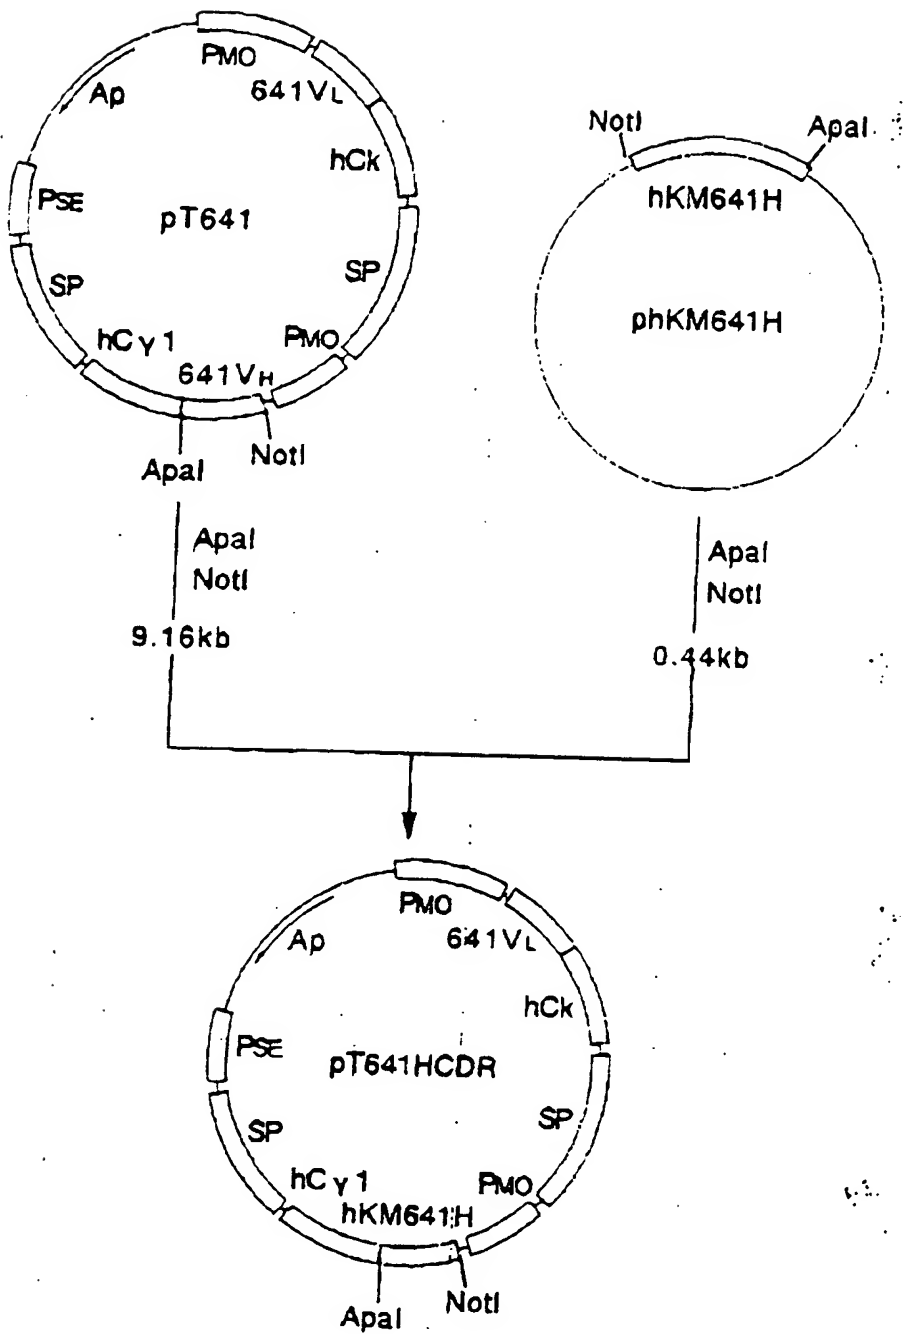 PMO
641VL
Ap
hCk
PSE
pT641
SP
SP
hCγ1
PMO
641VH
ApaI
NotI
NotI
ApaI
hKM641H
phKM641H
ApaI
NotI
9.16kb
ApaI
NotI
0.44kb
PMO
641VL
Ap
hCk
PSE
pT641HCDR
SP
SP
hCγ1
PMO
hKM641H
ApaI
NotI